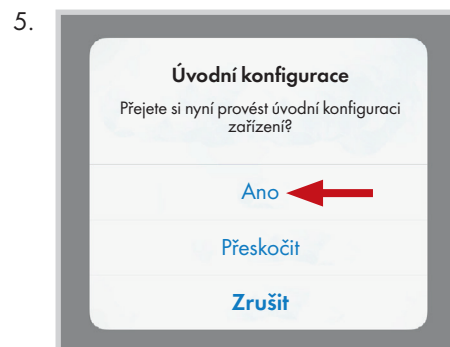 5.
Úvodní konfigurace
Přejete si nyní provést úvodní konfiguraci
zařízení?
Ano
Přeskočit
Zrušit